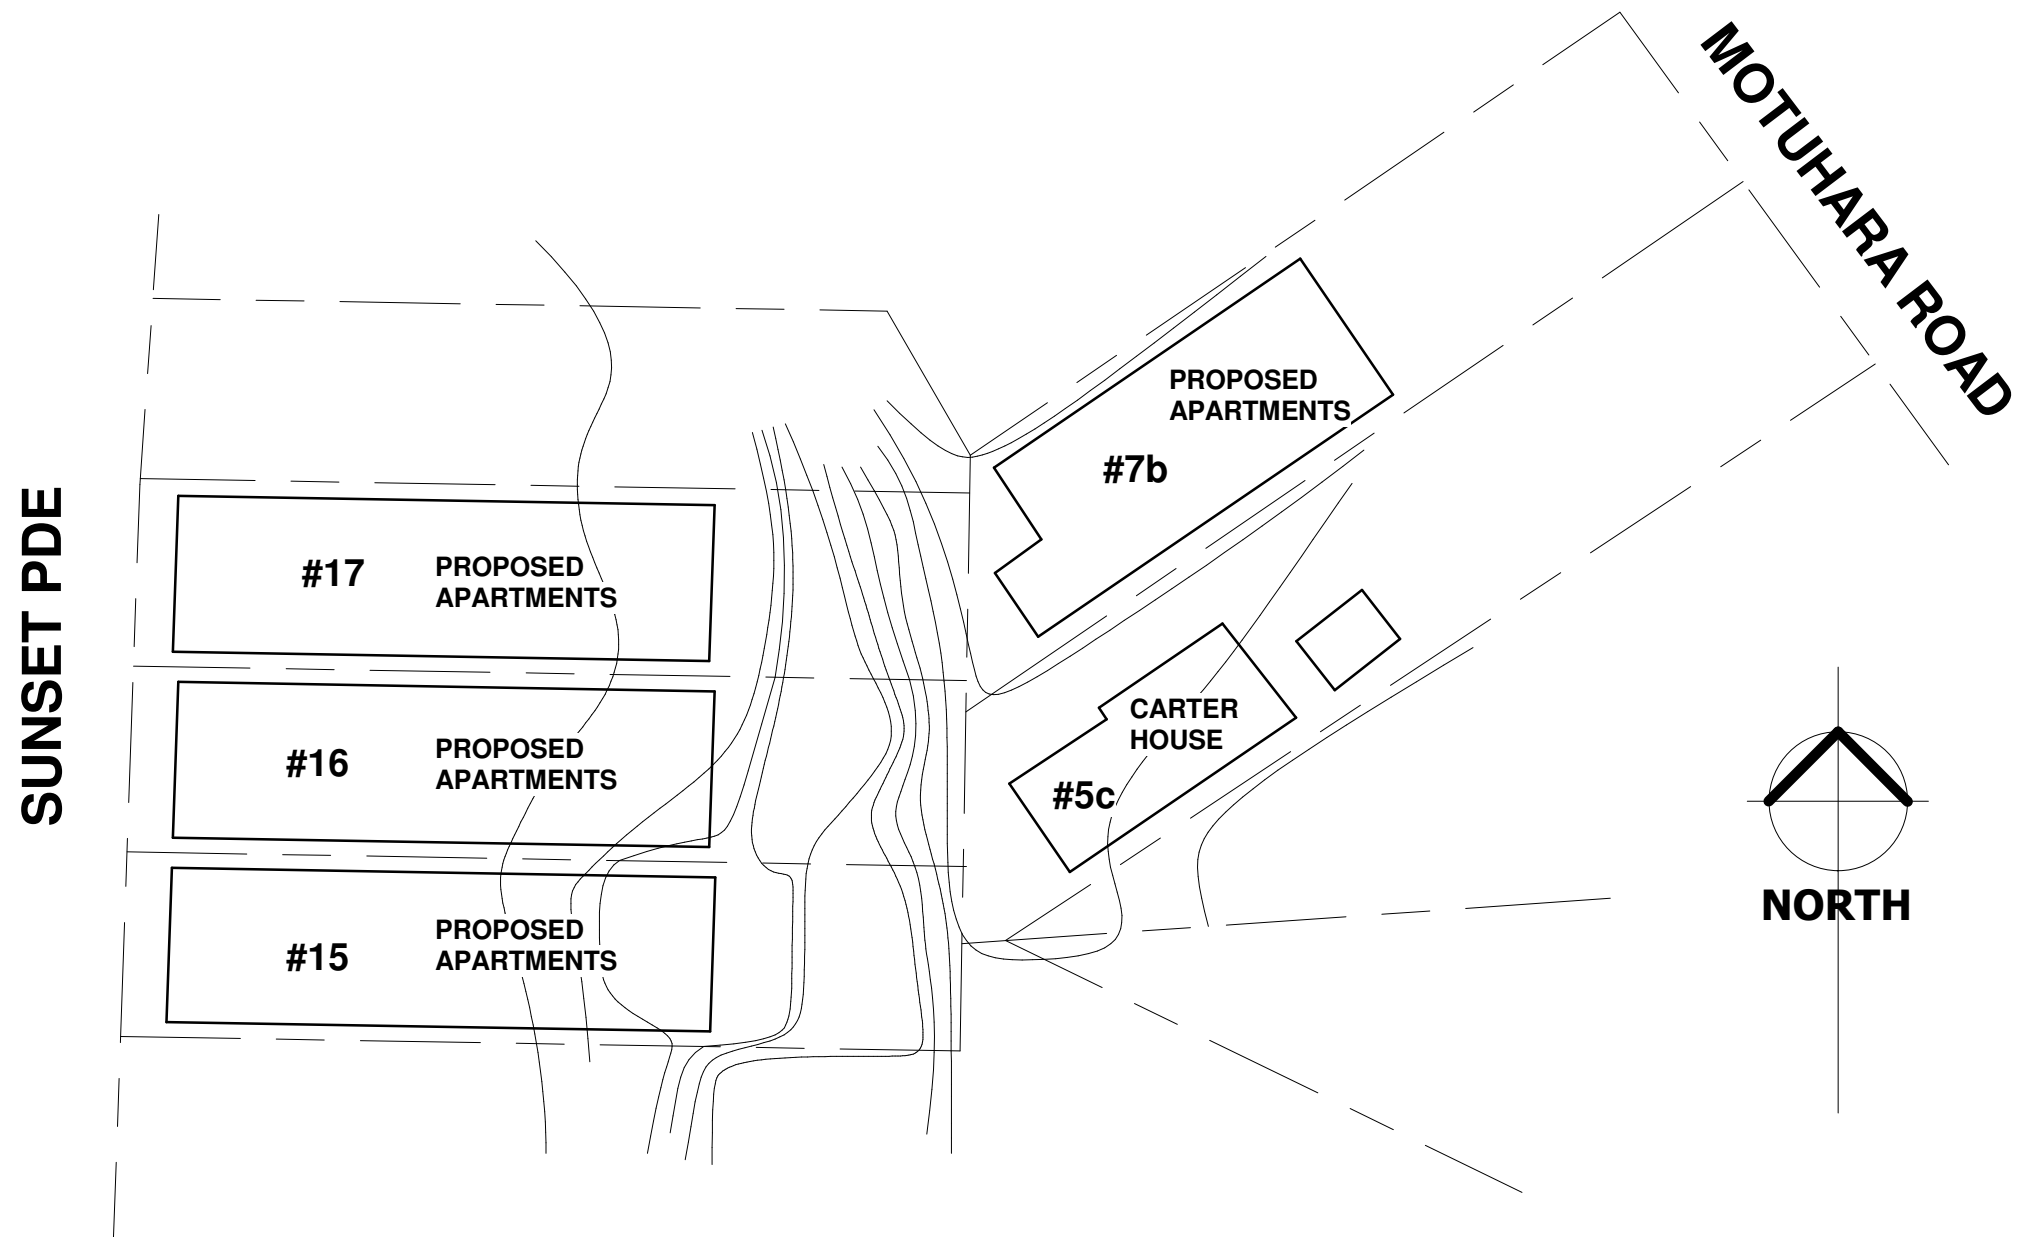 MOTUHARA ROAD
PROPOSED
APARTMENTS
#7b
SUNSET PDE
#17
PROPOSED
APARTMENTS
CARTER
HOUSE
#5c
#16
PROPOSED
APARTMENTS
NORTH
#15
PROPOSED
APARTMENTS